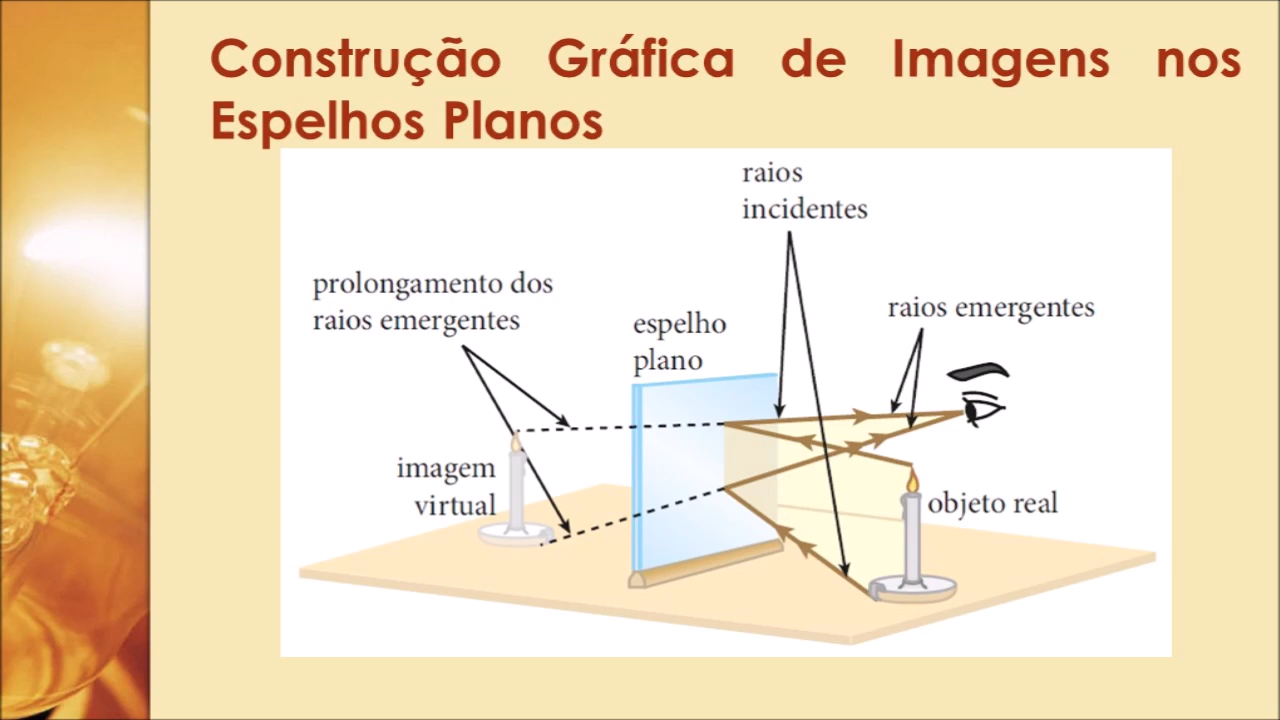 Construção Gráfica de Imagens nos
Espelhos Planos
raios
incidentes
prolongamento dos
raios emergentes
espelho
plano
raios emergentes
imagem
virtual
objeto real